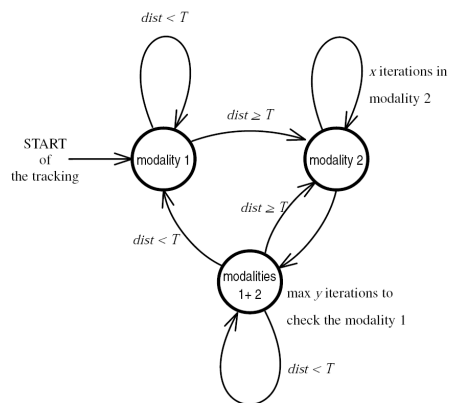 dist < T
x iterations in
modality 2
dist ≥ T
START
of
the tracking
modality 1
modality 2
dist ≥ T
dist < T
modalities
1+ 2
max y iterations to
check the modality 1
dist < T